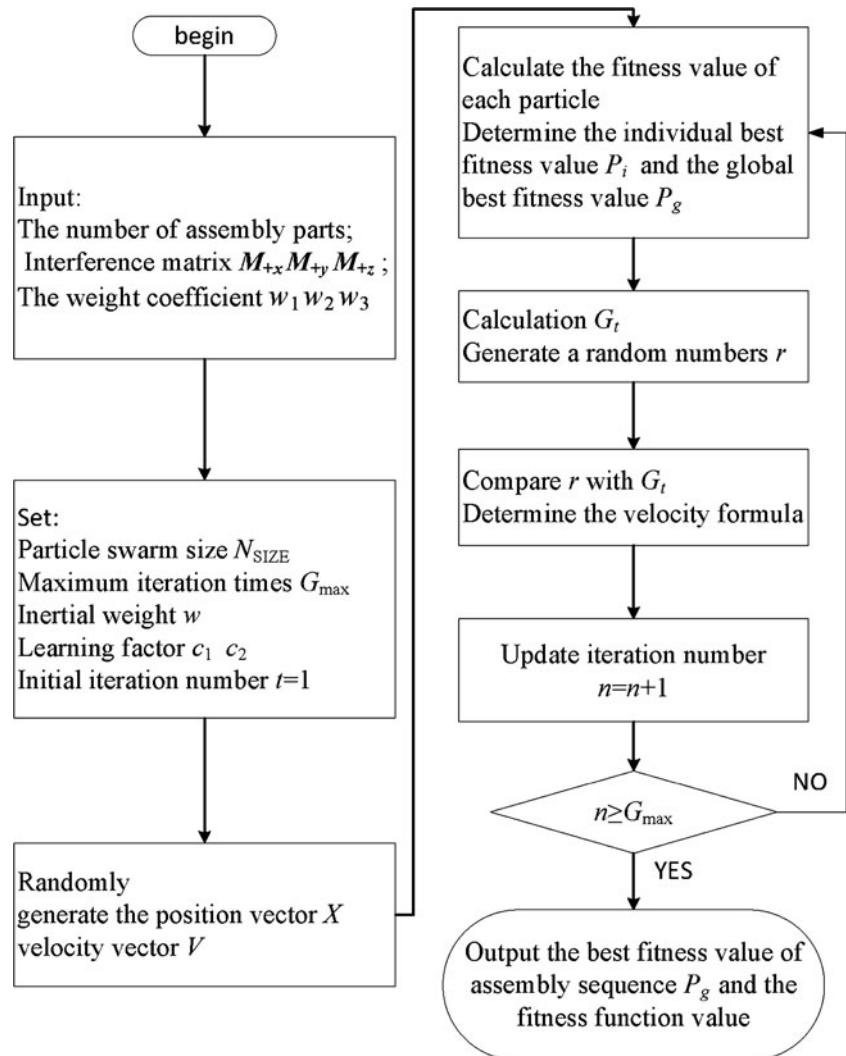 begin
Input:
The number of assembly parts;
Interference matrix M+x M+y M+z ;
The weight coefficient w1 w2 w3
Set:
Particle swarm size NSIZE
Maximum iteration times Gmax
Inertial weight w
Learning factor c1 c2
Initial iteration number t=1
Randomly
generate the position vector X
velocity vector V
Calculate the fitness value of
each particle
Determine the individual best
fitness value Pi and the global
best fitness value Pg
Calculation Gt
Generate a random numbers r
Compare r with Gt
Determine the velocity formula
Update iteration number
n=n+1
n≥Gmax
NO
YES
Output the best fitness value of
assembly sequence Pg and the
fitness function value